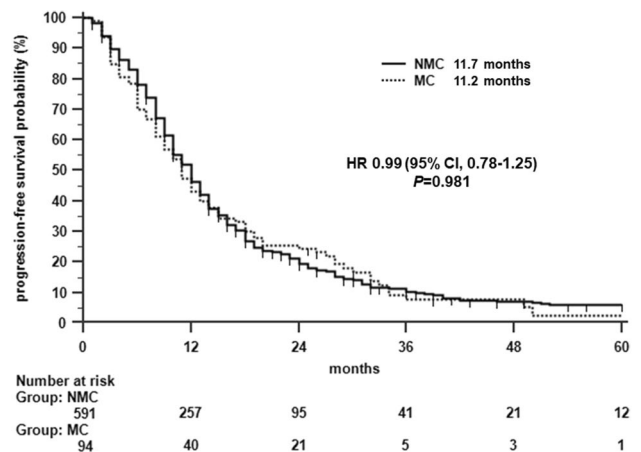 progression-free survival probability (%)
100
90
80
70
60
50
40
30
20
10
0
NMC 11.7 months
MC 11.2 months
HR 0.99 (95% CI, 0.78-1.25)
P=0.981
0 12 24 36 48 60
months
Number at risk
Group: NMC
591 257 95 41 21 12
Group: MC
94 40 21 5 3 1